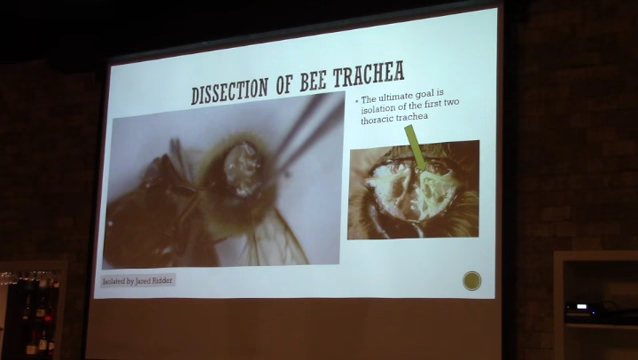 DISSECTION OF BEE TRACHEA
▪ The ultimate goal is
isolation of the first two
thoracic trachea
Isolated by Jared Ridder